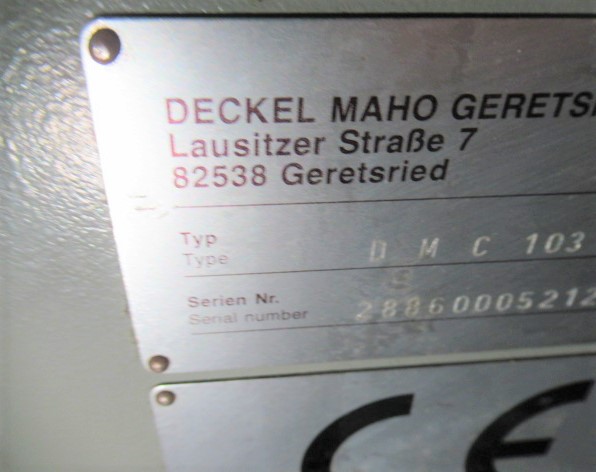 DECKEL MAHO GERETS
Lausitzer Straße 7
82538 Geretsried
Typ
Type
D M C 103
Serien Nr.
Serial number
28860005212
CE